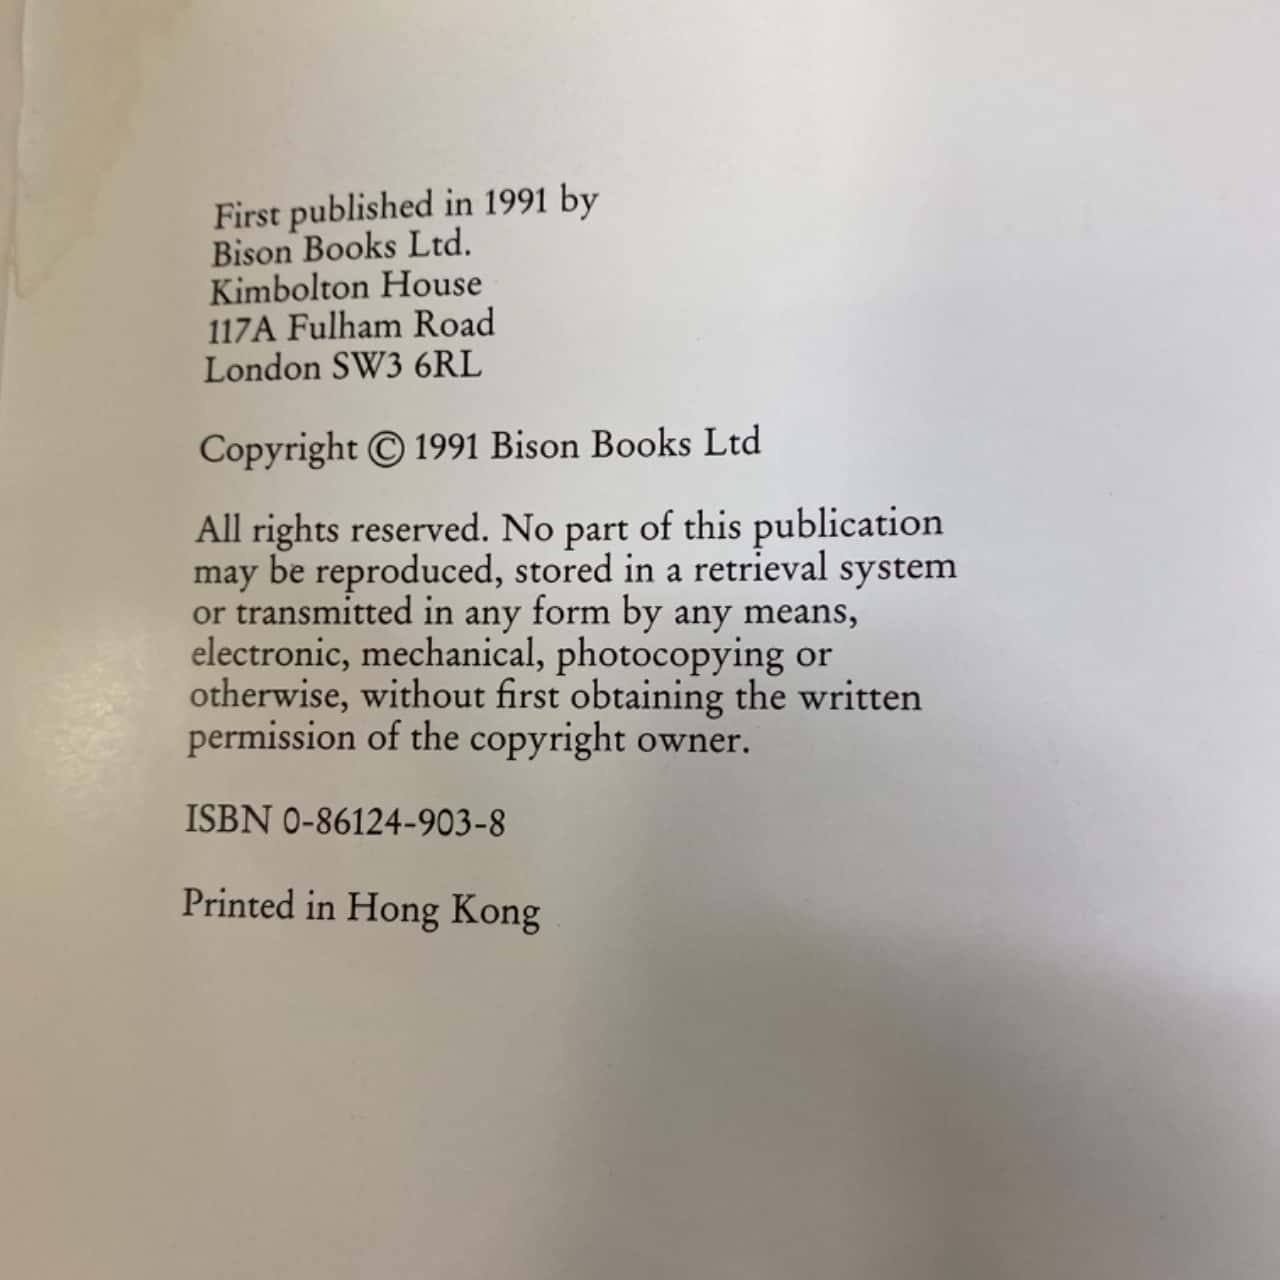 First published in 1991 by
Bison Books Ltd.
Kimbolton House
117A Fulham Road
London SW3 6RL
Copyright © 1991 Bison Books Ltd
All rights reserved. No part of this publication
may be reproduced, stored in a retrieval system
or transmitted in any form by any means,
electronic, mechanical, photocopying or
otherwise, without first obtaining the written
permission of the copyright owner.
ISBN 0-86124-903-8
Printed in Hong Kong